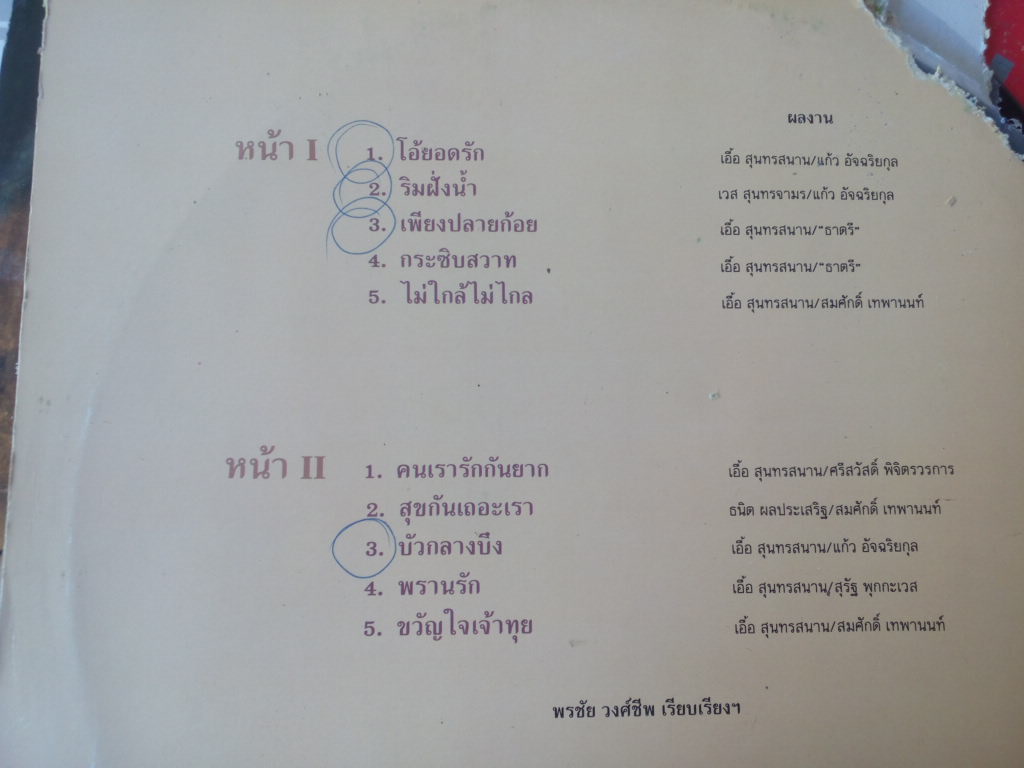 ผลงาน
หน้า I 1. โอ้ยอดรัก เอื้อ สุนทรสนาน/แก้ว อัจฉริยกุล
2. ริมฝั่งน้ำ เวส สุนทรจามร/แก้ว อัจฉริยกุล
3. เพียงปลายก้อย เอื้อ สุนทรสนาน/"ธาตรี"
4. กระซิบสวาท เอื้อ สุนทรสนาน/"ธาตรี"
5. ไม่ใกล้ไม่ไกล เอื้อ สุนทรสนาน/สมศักดิ์ เทพานนท์
หน้า II 1. คนเรารักกันยาก เอื้อ สุนทรสนาน/ศรีสวัสดิ์ พิจิตรวรการ
2. สุขกันเถอะเรา ธนิต ผลประเสริฐ/สมศักดิ์ เทพานนท์
3. บัวกลางบึง เอื้อ สุนทรสนาน/แก้ว อัจฉริยกุล
4. พรานรัก เอื้อ สุนทรสนาน/สุรัฐ พุกกะเวส
5. ขวัญใจเจ้าทุย เอื้อ สุนทรสนาน/สมศักดิ์ เทพานนท์
พรชัย วงศ์ชีพ เรียบเรียงฯ